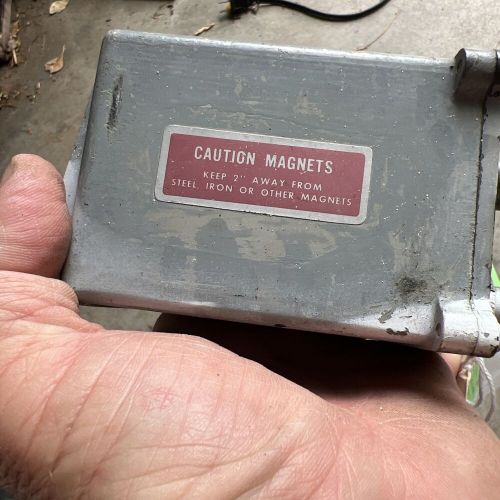 CAUTION MAGNETS
KEEP 2" AWAY FROM
STEEL, IRON OR OTHER MAGNETS